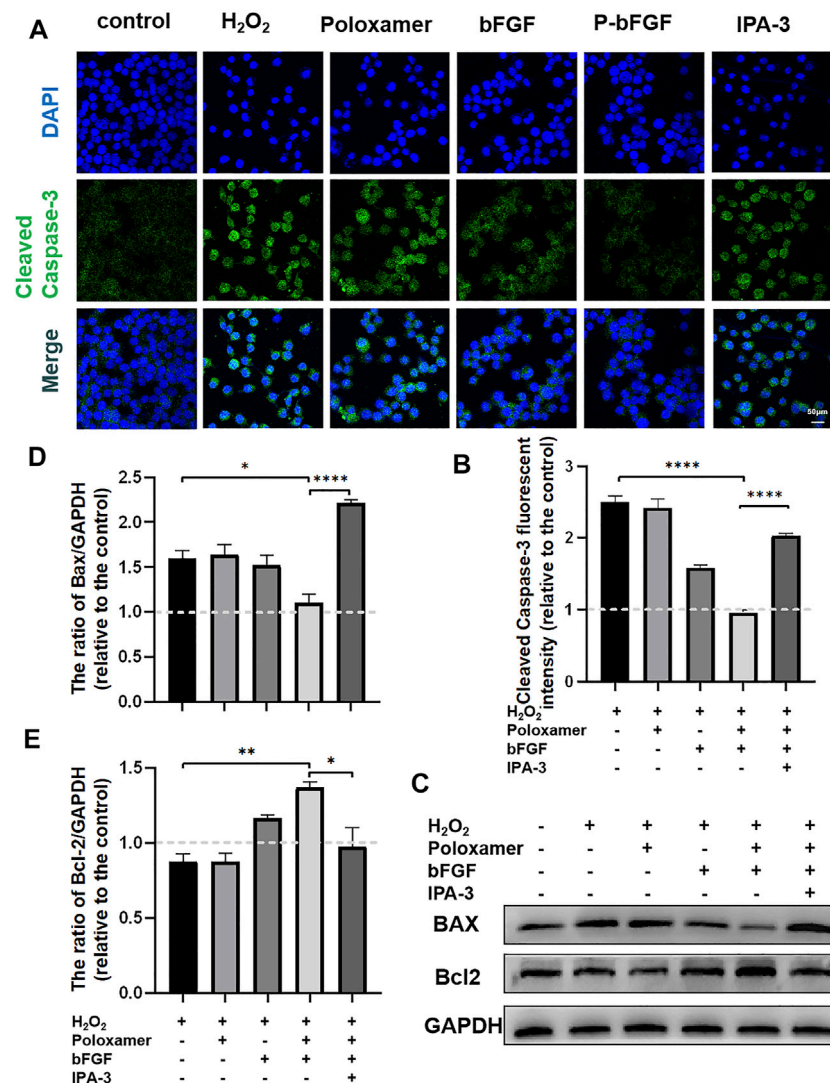 A
control H₂O₂ Poloxamer bFGF P-bFGF IPA-3
DAPI
Cleaved
Caspase-3
Merge
50μm
D
The ratio of Bax/GAPDH
(relative to the control)
2.5
2.0
1.5
1.0
0.5
0.0
* ****
B
Cleaved Caspase-3 fluorescent
intensity (relative to the control)
3
2
1
0
****
****
H₂O₂ + + + + +
Poloxamer - + - + +
bFGF - - + + +
IPA-3 - - - - +
E
The ratio of Bcl-2/GAPDH
(relative to the control)
1.5
1.0
0.5
0.0
** *
H₂O₂ + + + + +
Poloxamer - + - + +
bFGF - - + + +
IPA-3 - - - - +
C
H₂O₂ - + + + + +
Poloxamer - - + - + +
bFGF - - - + + +
IPA-3 - - - - - +
BAX
Bcl2
GAPDH